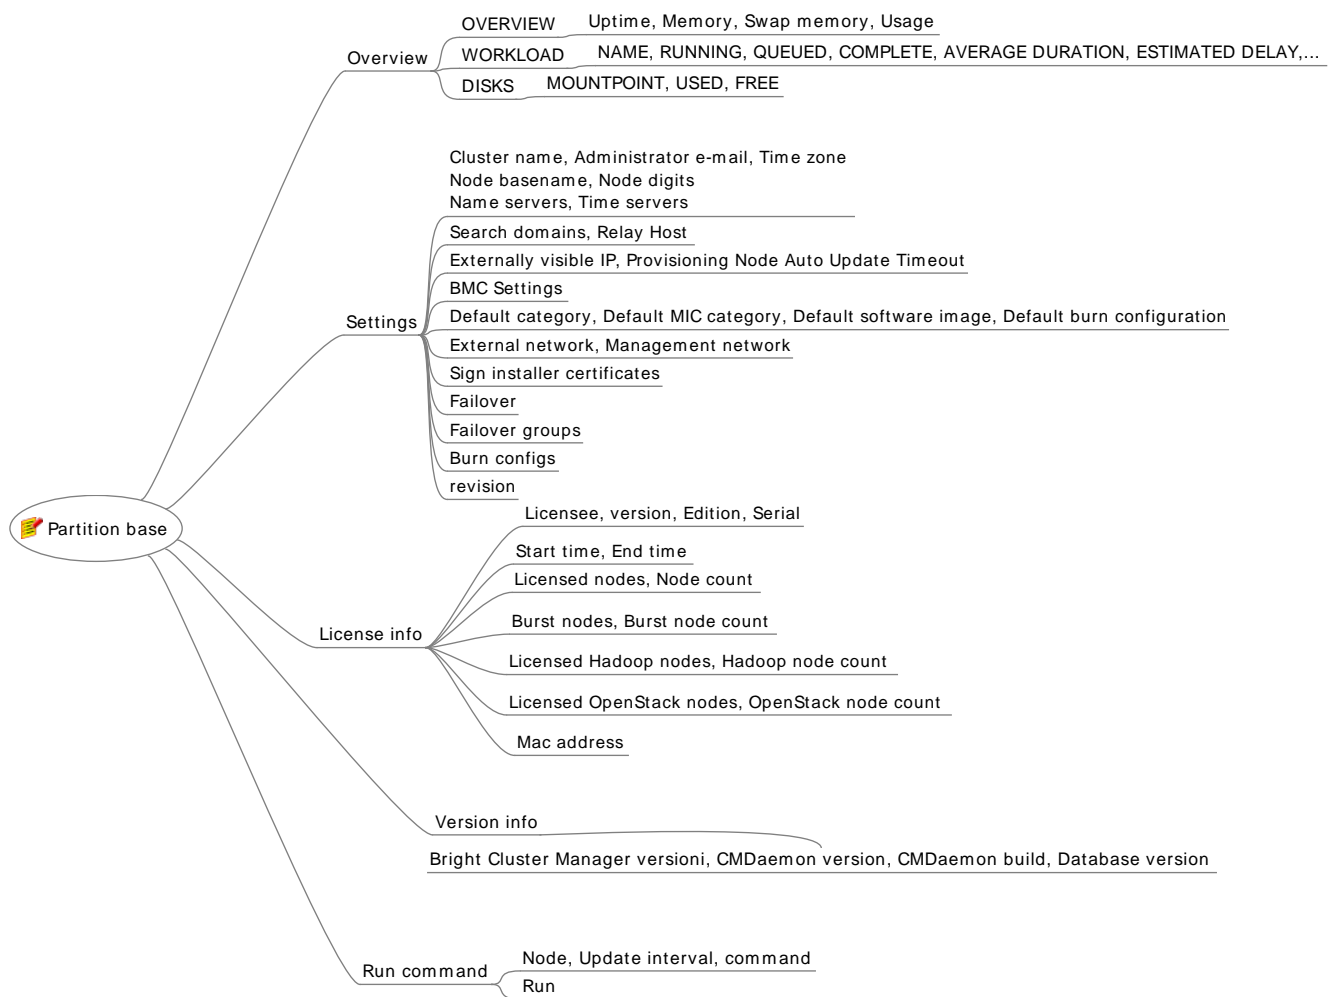 OVERVIEW Uptime, Memory, Swap memory, Usage
Overview
WORKLOAD NAME, RUNNING, QUEUED, COMPLETE, AVERAGE DURATION, ESTIMATED DELAY,...
DISKS MOUNTPOINT, USED, FREE
Cluster name, Administrator e-mail, Time zone
Node basename, Node digits
Name servers, Time servers
Search domains, Relay Host
Externally visible IP, Provisioning Node Auto Update Timeout
BMC Settings
Settings
Default category, Default MIC category, Default software image, Default burn configuration
External network, Management network
Sign installer certificates
Failover
Failover groups
Burn configs
revision
Partition base
Licensee, version, Edition, Serial
Start time, End time
Licensed nodes, Node count
Burst nodes, Burst node count
License info
Licensed Hadoop nodes, Hadoop node count
Licensed OpenStack nodes, OpenStack node count
Mac address
Version info
Bright Cluster Manager versioni, CMDaemon version, CMDaemon build, Database version
Run command
Node, Update interval, command
Run